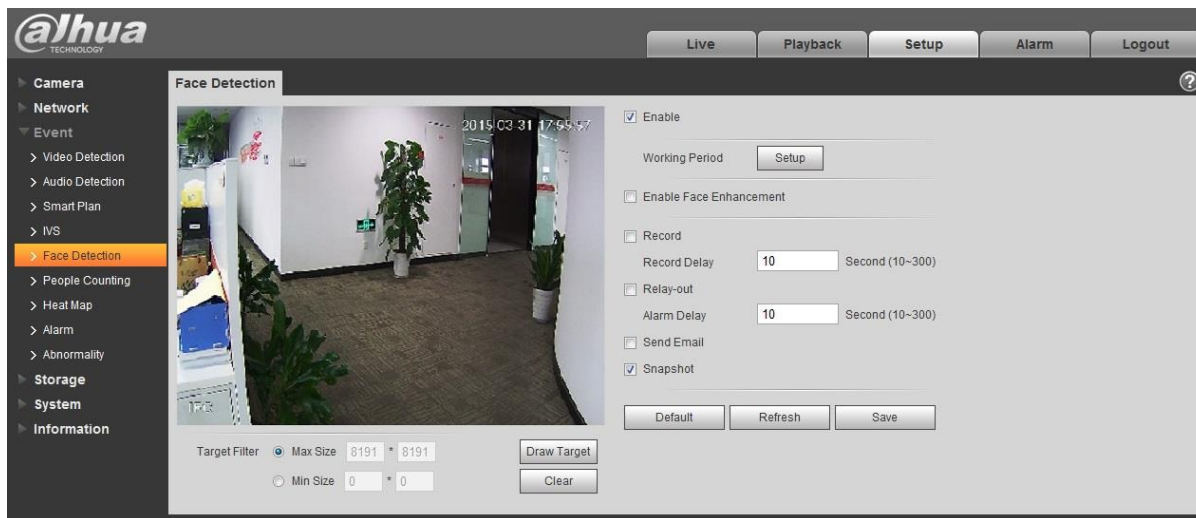 alhua
TECHNOLOGY
Live Playback Setup Alarm Logout
Camera
Network
Event
> Video Detection
> Audio Detection
> Smart Plan
> IVS
> Face Detection
> People Counting
> Heat Map
> Alarm
> Abnormality
Storage
System
Information
Face Detection
?
2015-03-31 17:55:57
IPC
Target Filter Max Size 8191 * 8191 Draw Target
Min Size 0 * 0 Clear
Enable
Working Period Setup
Enable Face Enhancement
Record
Record Delay 10 Second (10~300)
Relay-out
Alarm Delay 10 Second (10~300)
Send Email
Snapshot
Default Refresh Save